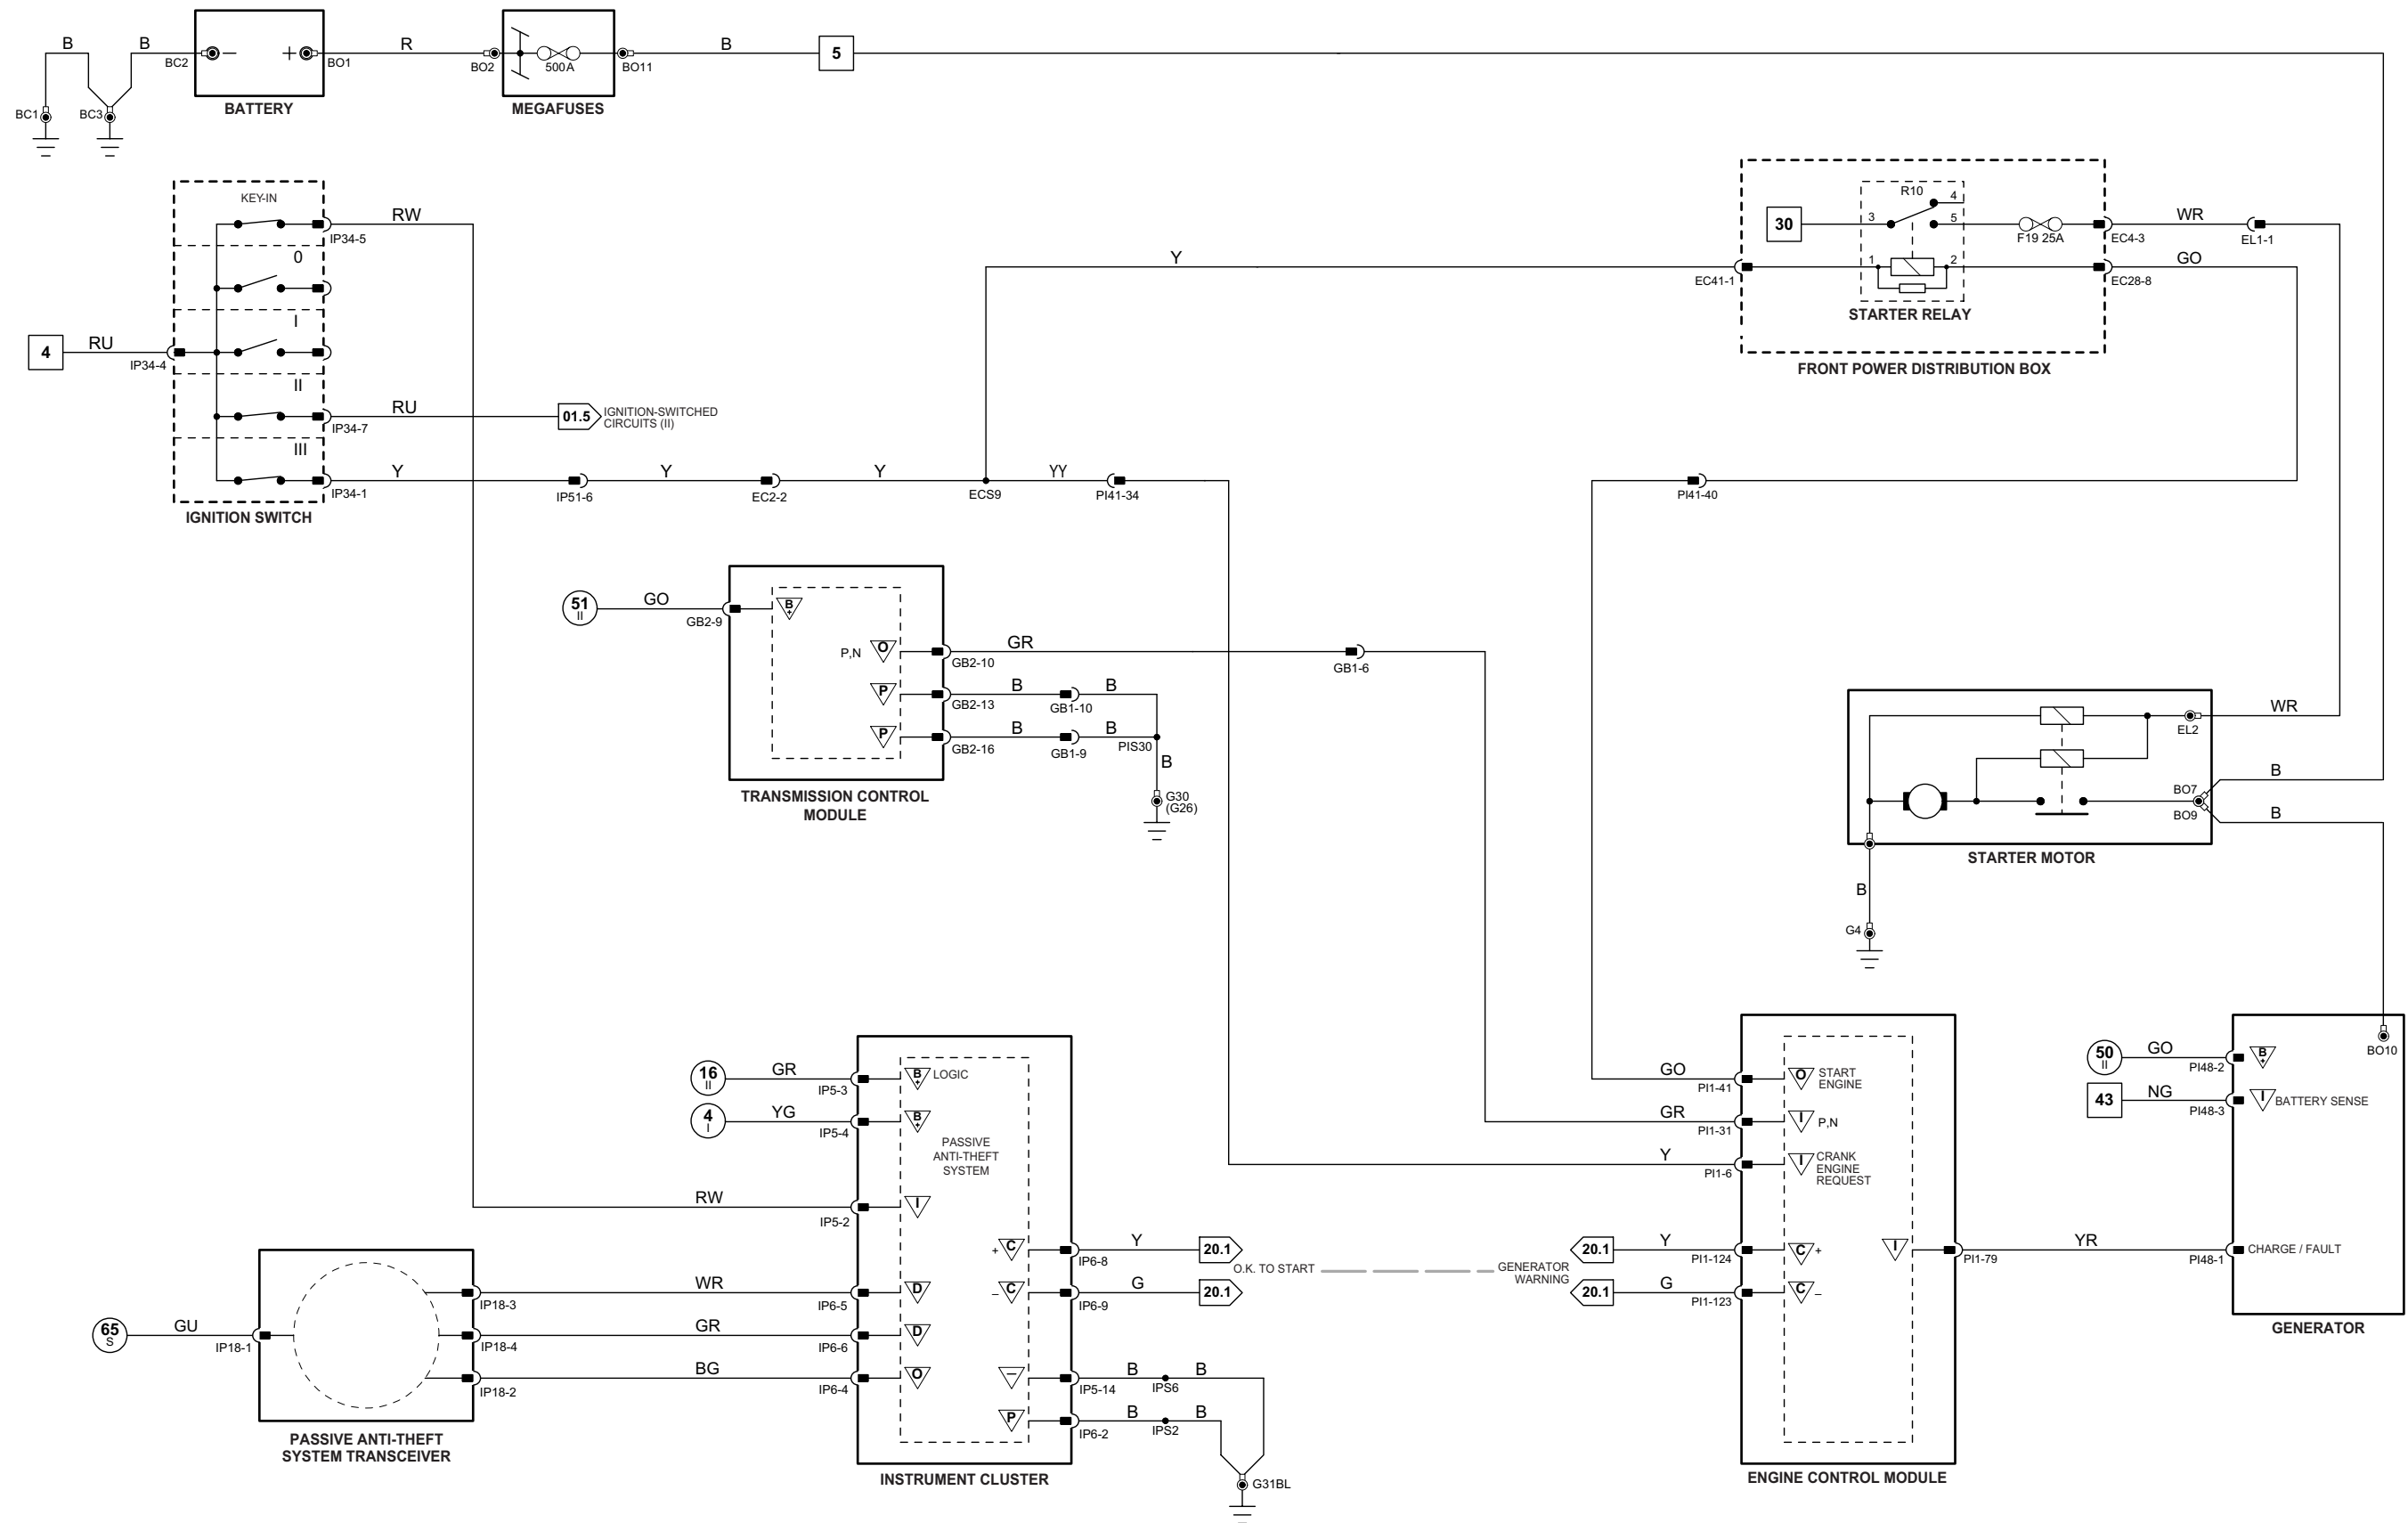 B
B
BC2
–
+
BO1
R
BO2
500A
BO11
B
5
BC1
BC3
BATTERY
MEGAFUSES
KEY-IN
RW
IP34-5
0
I
4
RU
IP34-4
II
RU
IP34-7
01.5
IGNITION-SWITCHED
CIRCUITS (II)
III
Y
IP34-1
IP51-6
Y
EC2-2
Y
ECS9
YY
PI41-34
IGNITION SWITCH
Y
EC41-1
30
R10
3
4
5
1
2
F19 25A
EC4-3
WR
EL1-1
EC28-8
GO
STARTER RELAY
FRONT POWER DISTRIBUTION BOX
PI41-40
51
II
GO
GB2-9
B
+
P,N
O
GB2-10
GR
GB1-6
P
GB2-13
B
GB1-10
B
P
GB2-16
B
GB1-9
B
PIS30
B
G30
(G26)
TRANSMISSION CONTROL
MODULE
WR
EL2
B
BO7
BO9
B
STARTER MOTOR
B
G4
16
II
GR
IP5-3
B
+
LOGIC
4
I
YG
IP5-4
B
+
PASSIVE
ANTI-THEFT
SYSTEM
RW
IP5-2
I
+
C
IP6-8
Y
20.1
O.K. TO START
–
C
IP6-9
G
20.1
65
S
GU
IP18-1
IP18-3
WR
IP6-5
D
IP18-4
GR
IP6-6
D
IP18-2
BG
IP6-4
O
–
IP5-14
B
IPS6
B
P
IP6-2
B
IPS2
B
G31BL
PASSIVE ANTI-THEFT
SYSTEM TRANSCEIVER
INSTRUMENT CLUSTER
GO
PI1-41
O
START
ENGINE
GR
PI1-31
I
P,N
Y
PI1-6
I
CRANK
ENGINE
REQUEST
GENERATOR
WARNING
20.1
Y
PI1-124
C
+
20.1
G
PI1-123
C
–
I
PI1-79
YR
PI48-1
CHARGE / FAULT
ENGINE CONTROL MODULE
50
II
GO
PI48-2
B
+
BO10
43
NG
PI48-3
I
BATTERY SENSE
GENERATOR